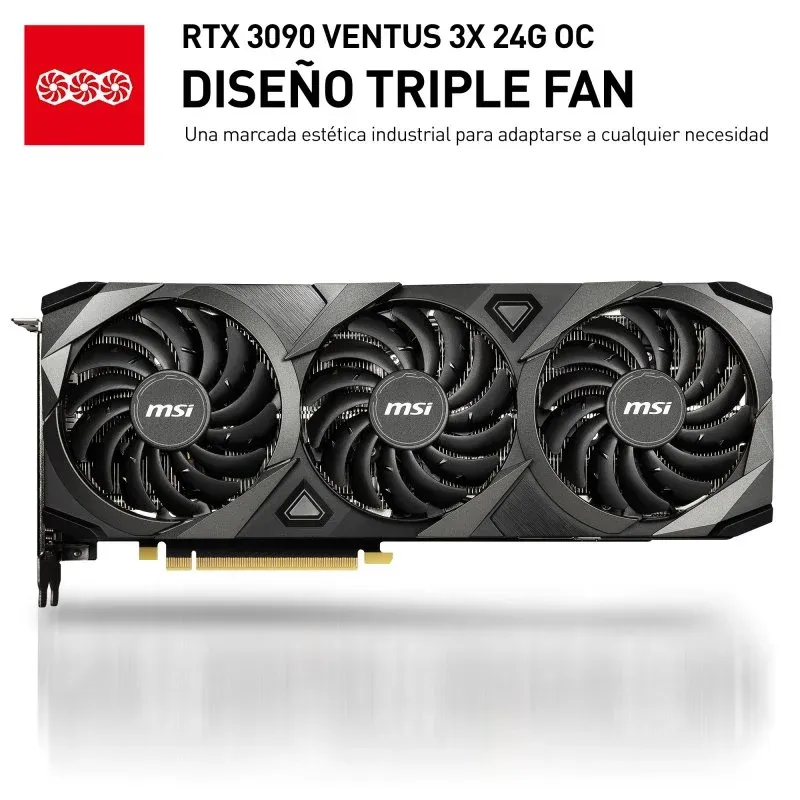 RTX 3090 VENTUS 3X 24G OC
DISEÑO TRIPLE FAN
Una marcada estética industrial para adaptarse a cualquier necesidad
msi msi msi